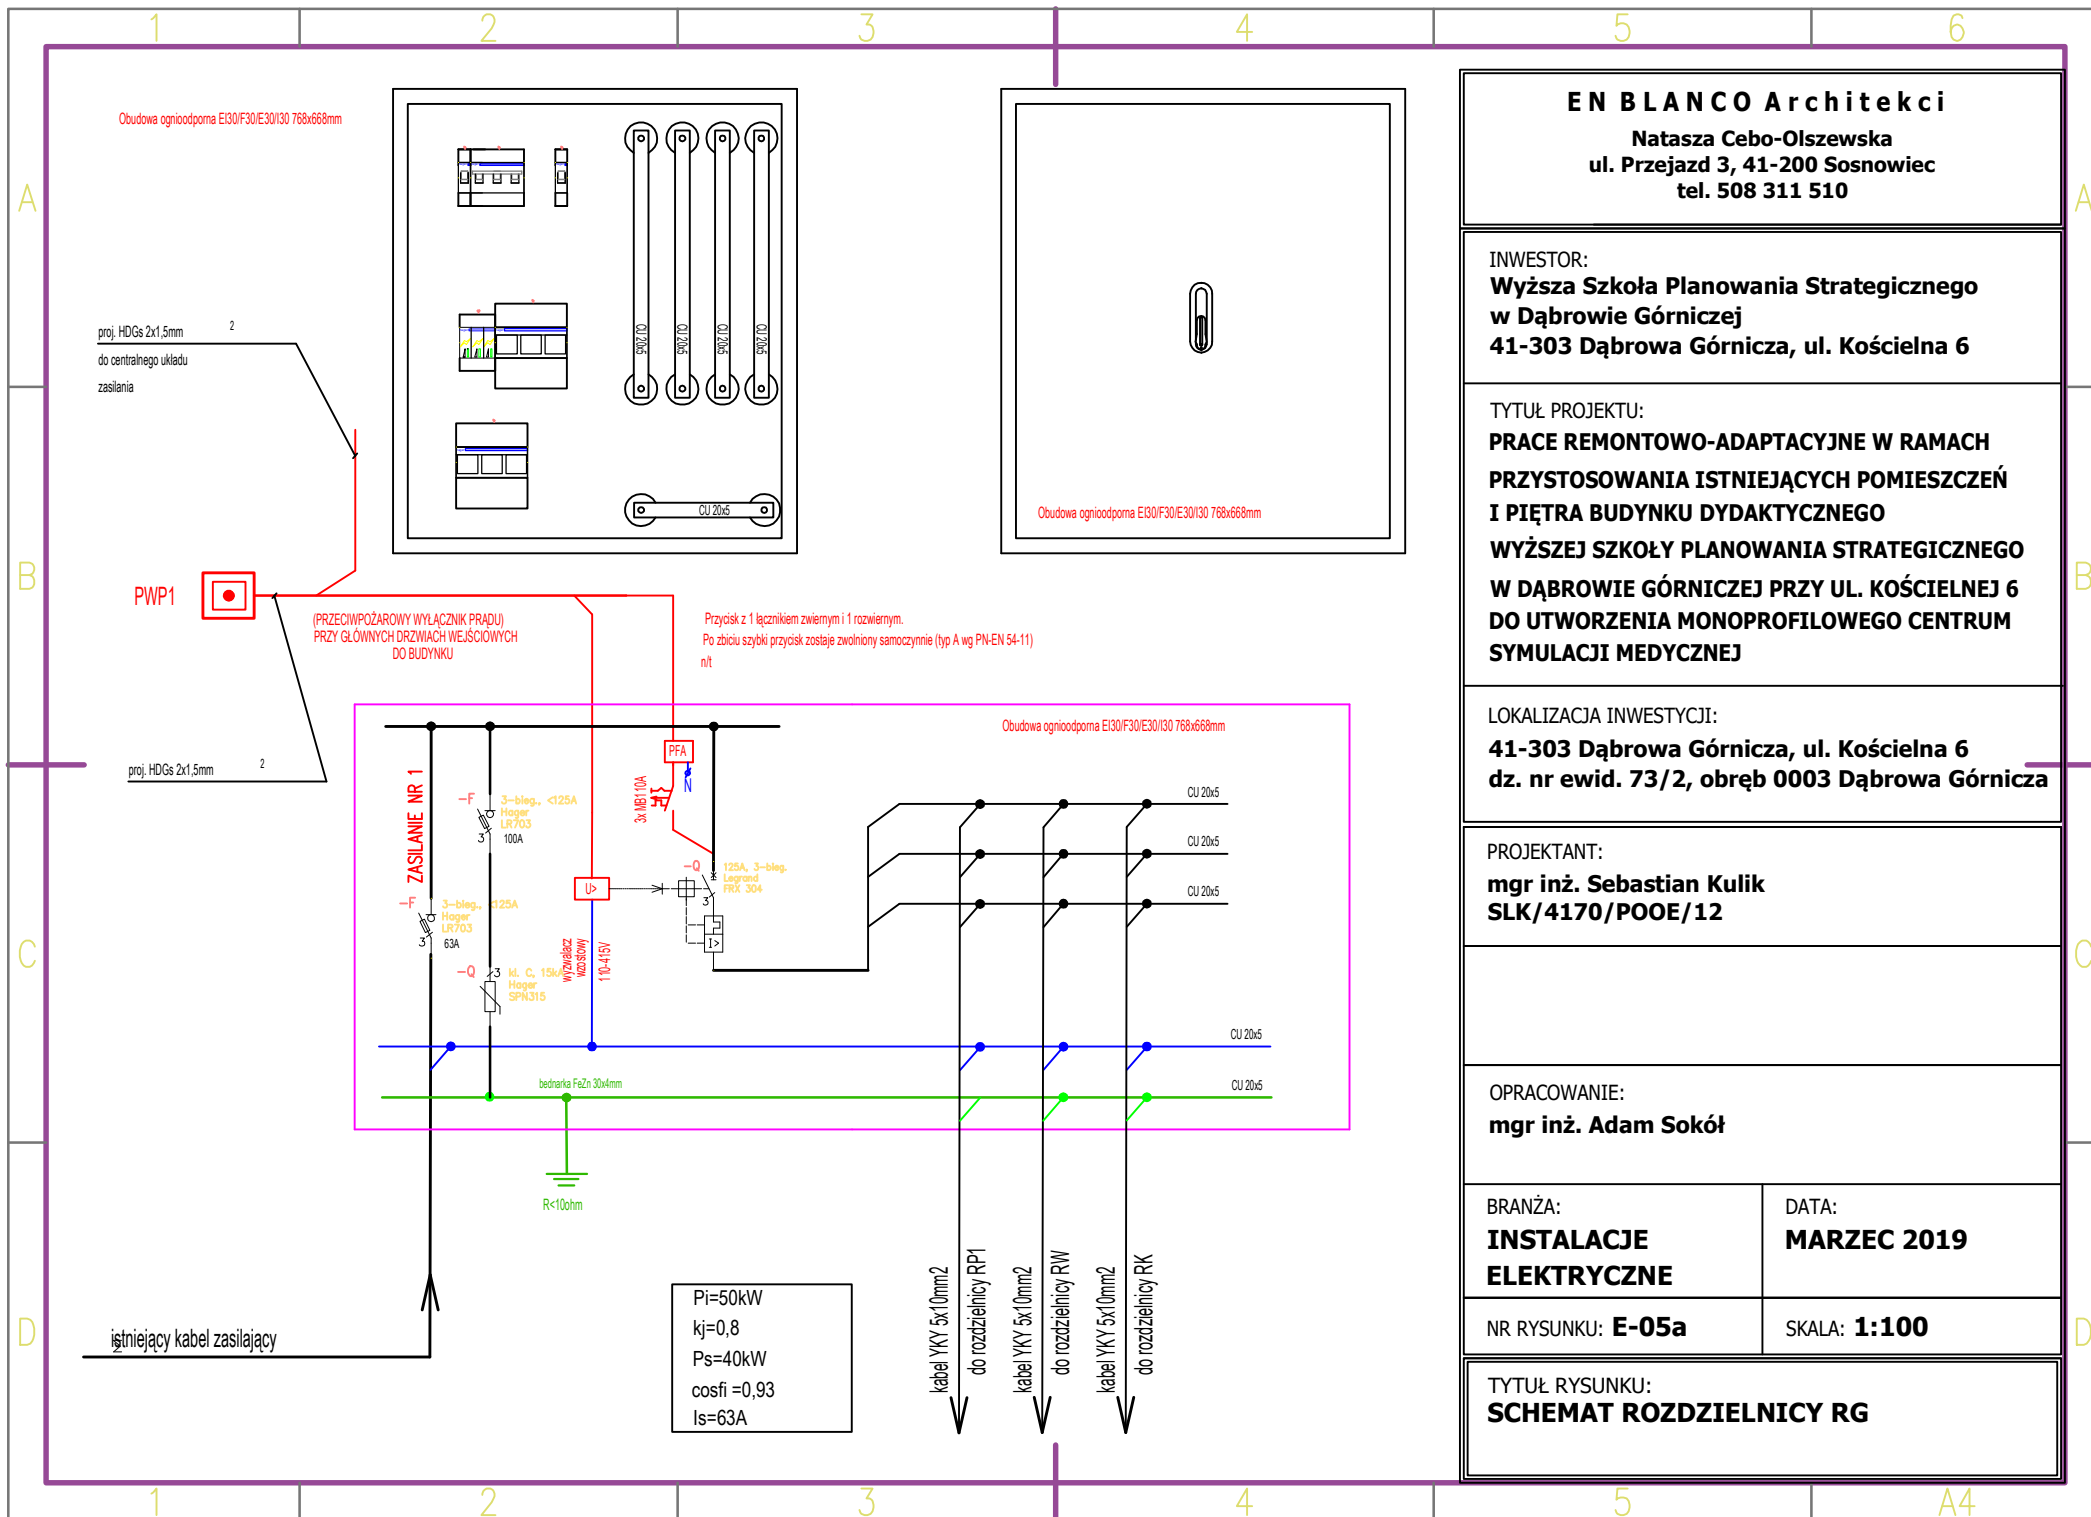 1 2 3 4 5 6
A A
B B
C C
D D
1 2 3 4 5 A4
Obudowa ognioodporna EI30/F30/E30/I30 768x668mm
CU 20x5
CU 20x5
CU 20x5
CU 20x5
CU 20x5
Obudowa ognioodporna EI30/F30/E30/I30 768x668mm
proj. HDGs 2x1,5mm 2
do centralnego układu
zasilania
PWP1
(PRZECIWPOŻAROWY WYŁĄCZNIK PRĄDU)
PRZY GŁÓWNYCH DRZWIACH WEJŚCIOWYCH
DO BUDYNKU
Przycisk z 1 łącznikiem zwiernym i 1 rozwiernym.
Po zbiciu szybki przycisk zostaje zwolniony samoczynnie (typ A wg PN-EN 54-11)
n/t
proj. HDGs 2x1,5mm 2
Obudowa ognioodporna EI30/F30/E30/I30 768x668mm
ZASILANIE NR 1
-F
3-bieg., <125A
Hager
LR703
100A
3
-F
3-bieg., <125A
Hager
LR703
63A
3
-Q
3
kl. C, 15kA
Hager
SPN315
U>
wyzwalacz
wzostowy
110-415V
PFA
N
3x MB110A
-Q
125A, 3-bieg.
Legrand
FRX 304
3
I>
CU 20x5
CU 20x5
CU 20x5
CU 20x5
CU 20x5
bednarka FeZn 30x4mm
R<10ohm
istniejący kabel zasilający
Pi=50kW
kj=0,8
Ps=40kW
cosfi =0,93
Is=63A
kabel YKY 5x10mm2
do rozdzielnicy RP1
kabel YKY 5x10mm2
do rozdzielnicy RW
kabel YKY 5x10mm2
do rozdzielnicy RK
EN BLANCO Architekci
Natasza Cebo-Olszewska
ul. Przejazd 3, 41-200 Sosnowiec
tel. 508 311 510
INWESTOR:
Wyższa Szkoła Planowania Strategicznego
w Dąbrowie Górniczej
41-303 Dąbrowa Górnicza, ul. Kościelna 6
TYTUŁ PROJEKTU:
PRACE REMONTOWO-ADAPTACYJNE W RAMACH
PRZYSTOSOWANIA ISTNIEJĄCYCH POMIESZCZEŃ
I PIĘTRA BUDYNKU DYDAKTYCZNEGO
WYŻSZEJ SZKOŁY PLANOWANIA STRATEGICZNEGO
W DĄBROWIE GÓRNICZEJ PRZY UL. KOŚCIELNEJ 6
DO UTWORZENIA MONOPROFILOWEGO CENTRUM
SYMULACJI MEDYCZNEJ
LOKALIZACJA INWESTYCJI:
41-303 Dąbrowa Górnicza, ul. Kościelna 6
dz. nr ewid. 73/2, obręb 0003 Dąbrowa Górnicza
PROJEKTANT:
mgr inż. Sebastian Kulik
SLK/4170/POOE/12
OPRACOWANIE:
mgr inż. Adam Sokół
BRANŻA:
INSTALACJE
ELEKTRYCZNE
DATA:
MARZEC 2019
NR RYSUNKU: E-05a
SKALA: 1:100
TYTUŁ RYSUNKU:
SCHEMAT ROZDZIELNICY RG